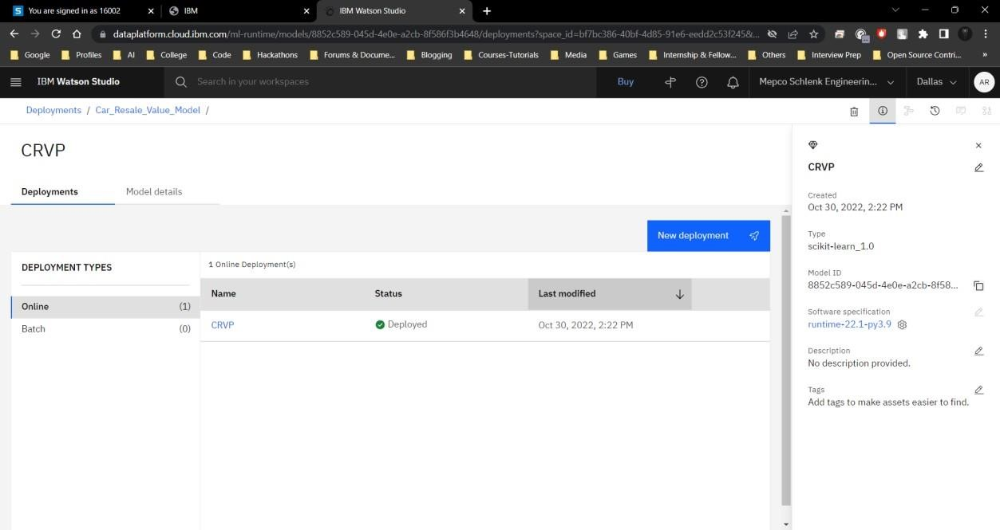 You are signed in as 16002
IBM
IBM Watson Studio
dataplatform.cloud.ibm.com/ml-runtime/models/8852c589-045d-4e0e-a2cb-8f586f3b4648/deployments?space_id=bf7bc386-40bf-4d85-91e6-eedd2c53f245&...
Google Profiles AI College Code Hackathons Forums & Docume... Blogging Courses-Tutorials Media Games Internship & Fellow... Others Interview Prep Open Source Contri... »
IBM Watson Studio Search in your workspaces Buy Mepco Schlenk Engineerin... Dallas AR
Deployments / Car_Resale_Value_Model /
CRVP
Deployments Model details
New deployment
DEPLOYMENT TYPES
Online (1)
Batch (0)
1 Online Deployment(s)
Name Status Last modified
CRVP Deployed Oct 30, 2022, 2:22 PM
CRVP
Created
Oct 30, 2022, 2:22 PM
Type
scikit-learn_1.0
Model ID
8852c589-045d-4e0e-a2cb-8f58...
Software specification
runtime-22.1-py3.9
Description
No description provided.
Tags
Add tags to make assets easier to find.